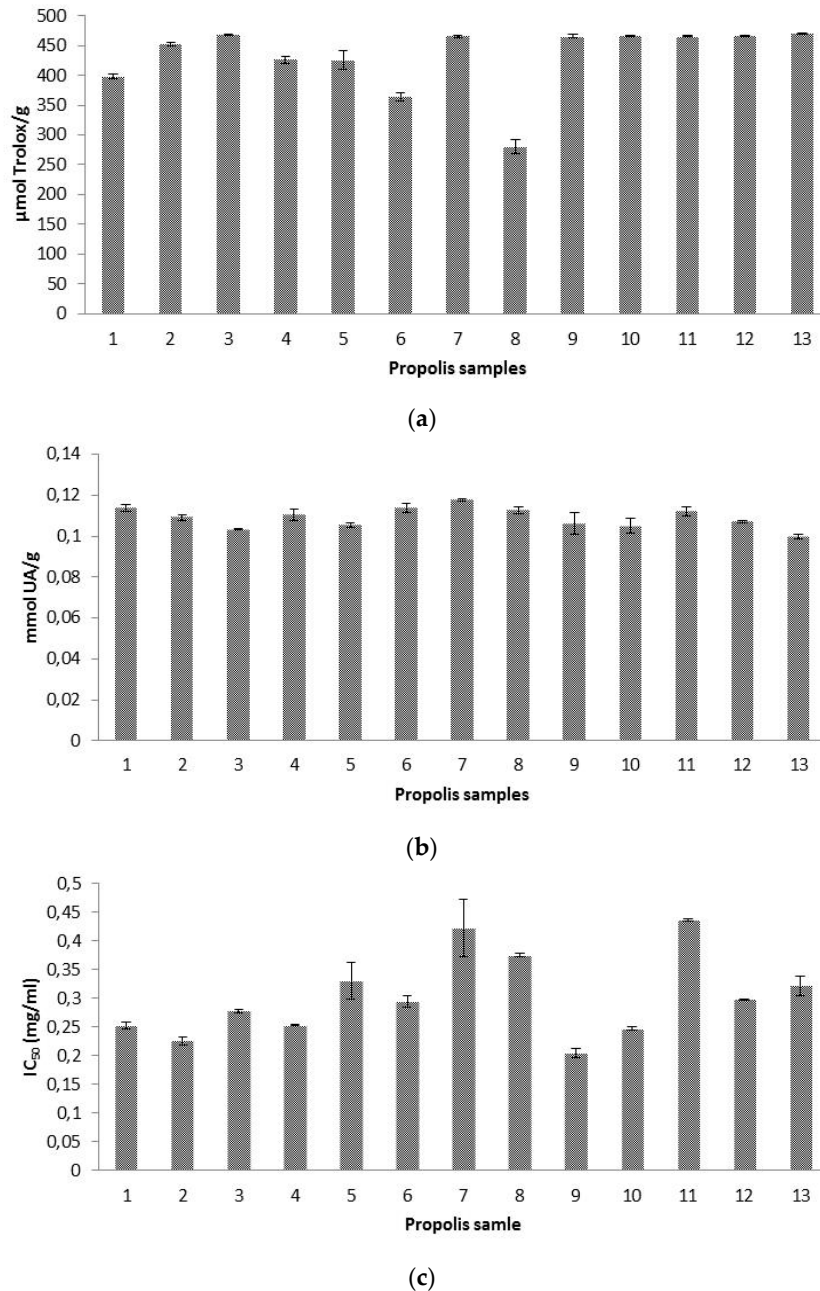 500
450
400
350
300
250
200
150
100
50
0
µmol Trolox/g
1 2 3 4 5 6 7 8 9 10 11 12 13
Propolis samples
(a)
0,14
0,12
0,1
0,08
0,06
0,04
0,02
0
mmol UA/g
1 2 3 4 5 6 7 8 9 10 11 12 13
Propolis samples
(b)
0,5
0,45
0,4
0,35
0,3
0,25
0,2
0,15
0,1
0,05
0
IC₅₀ (mg/ml)
1 2 3 4 5 6 7 8 9 10 11 12 13
Propolis samle
(c)